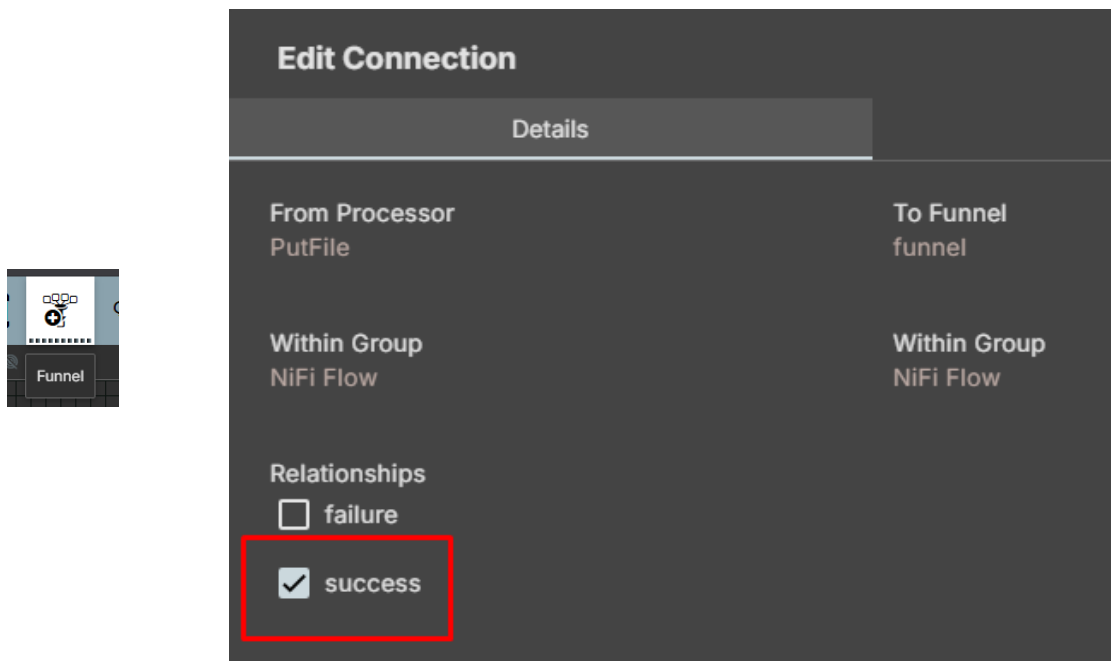 Funnel
Edit Connection
Details
From Processor
PutFile
To Funnel
funnel
Within Group
NiFi Flow
Within Group
NiFi Flow
Relationships
failure
success